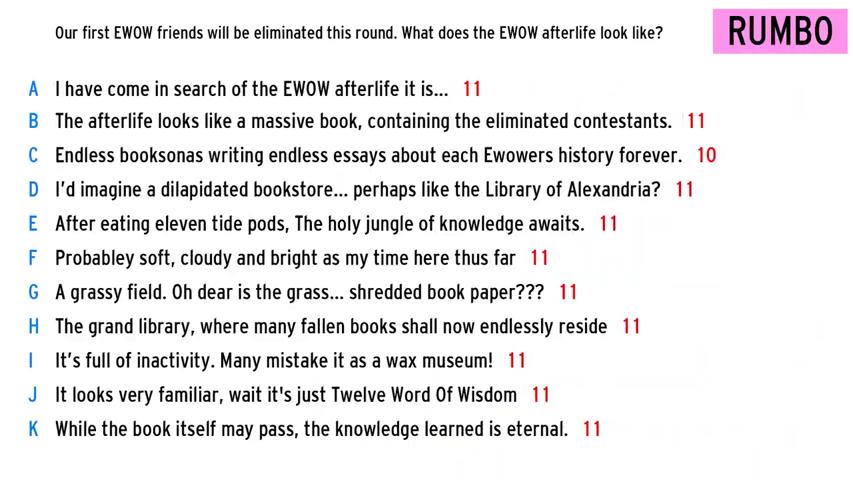 Our first EWOW friends will be eliminated this round. What does the EWOW afterlife look like?
RUMBO
A I have come in search of the EWOW afterlife it is... 11
B The afterlife looks like a massive book, containing the eliminated contestants. 11
C Endless booksonas writing endless essays about each Ewowers history forever. 10
D I'd imagine a dilapidated bookstore... perhaps like the Library of Alexandria? 11
E After eating eleven tide pods, The holy jungle of knowledge awaits. 11
F Probabley soft, cloudy and bright as my time here thus far 11
G A grassy field. Oh dear is the grass... shredded book paper??? 11
H The grand library, where many fallen books shall now endlessly reside 11
I It's full of inactivity. Many mistake it as a wax museum! 11
J It looks very familiar, wait it's just Twelve Word Of Wisdom 11
K While the book itself may pass, the knowledge learned is eternal. 11